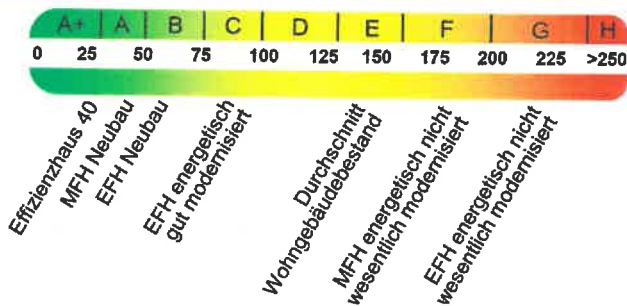 A+ A B C D E F G H
0 25 50 75 100 125 150 175 200 225 >250
Effizienzhaus 40
MFH Neubau
EFH Neubau
EFH energetisch
gut modernisiert
Durchschnitt
Wohngebäudebestand
MFH energetisch nicht
wesentlich modernisiert
EFH energetisch nicht
wesentlich modernisiert